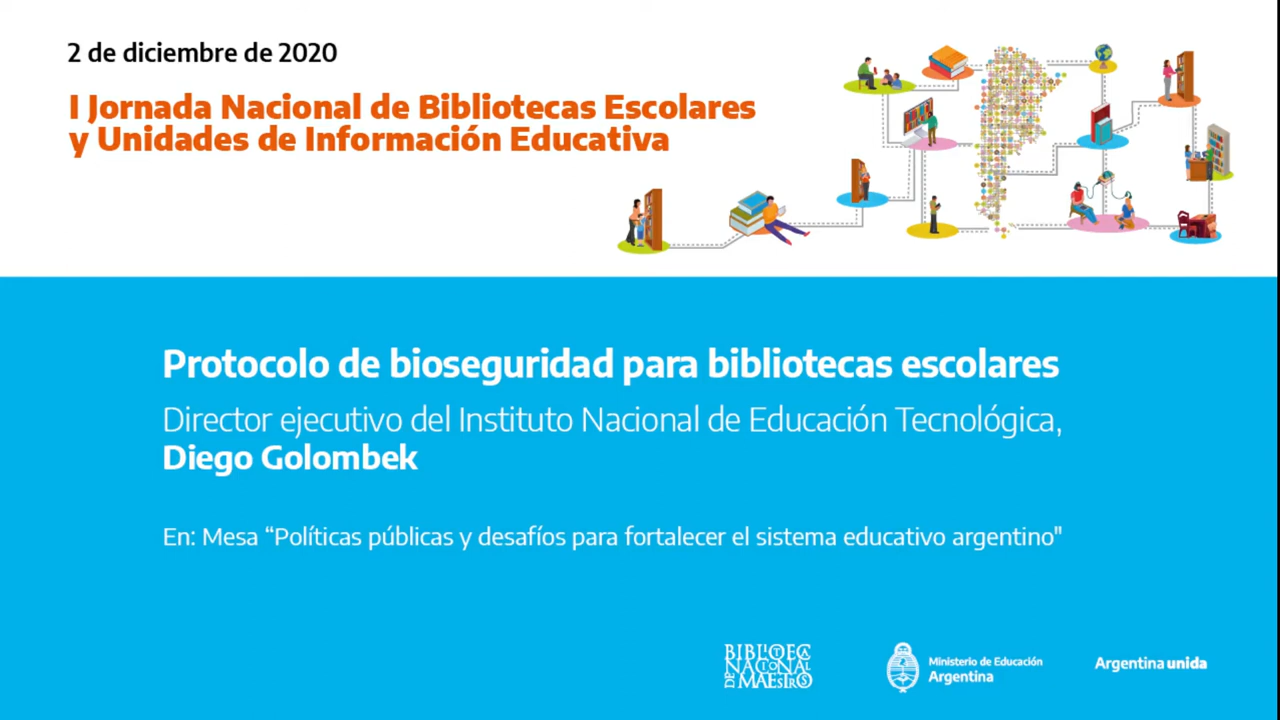 2 de diciembre de 2020
I Jornada Nacional de Bibliotecas Escolares
y Unidades de Información Educativa
Protocolo de bioseguridad para bibliotecas escolares
Director ejecutivo del Instituto Nacional de Educación Tecnológica,
Diego Golombek
En: Mesa “Políticas públicas y desafíos para fortalecer el sistema educativo argentino"
BIBLIOTECA
NACIONAL
DE MAESTROS
Ministerio de Educación
Argentina
Argentina unida